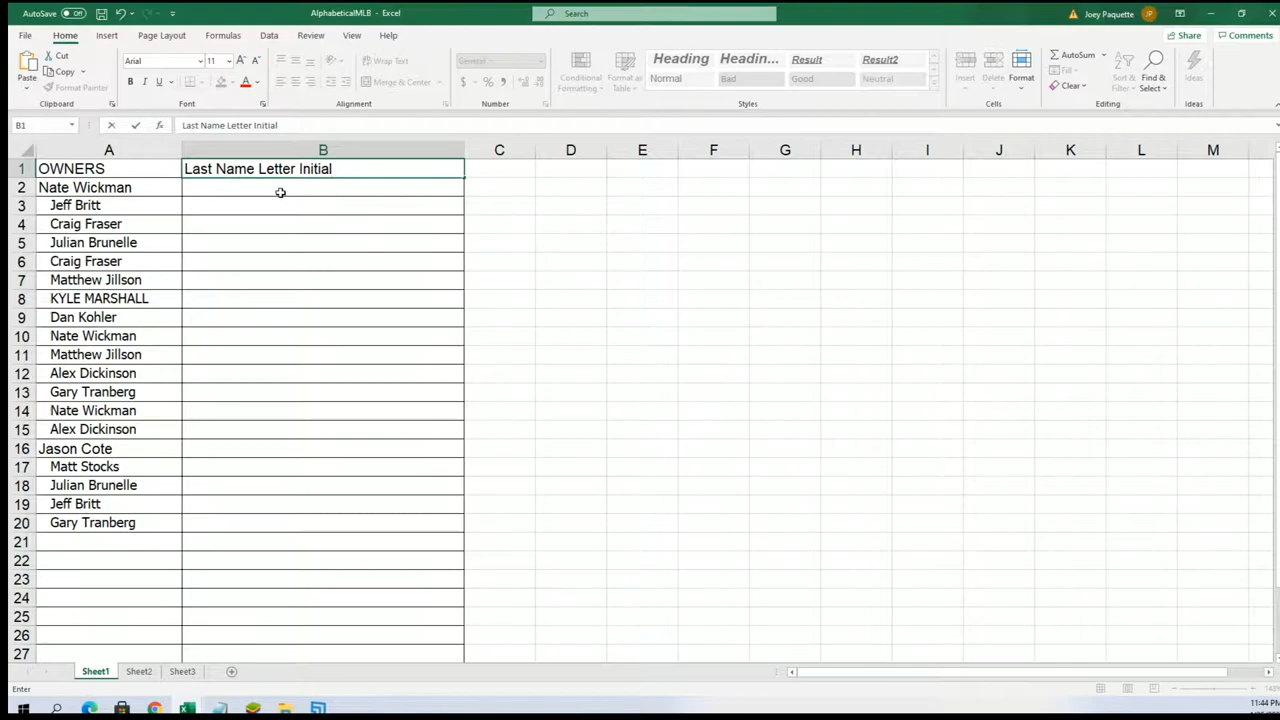 AutoSave Off
AlphabeticalMLB - Excel
Search
Joey Paquette JP
File Home Insert Page Layout Formulas Data Review View Help
Share Comments
Paste
Cut
Copy
Format Painter
Clipboard
Arial 11
B I U
Font
Wrap Text
Merge & Center
Alignment
General
Number
Conditional Formatting
Format as Table
Heading Headin... Result Result2
Normal Bad Good Neutral
Styles
Insert Delete Format
Cells
AutoSum
Fill
Clear
Sort & Filter
Find & Select
Editing
Ideas
Ideas
B1 fx Last Name Letter Initial
A B C D E F G H I J K L M
1 OWNERS Last Name Letter Initial
2 Nate Wickman
3 Jeff Britt
4 Craig Fraser
5 Julian Brunelle
6 Craig Fraser
7 Matthew Jillson
8 KYLE MARSHALL
9 Dan Kohler
10 Nate Wickman
11 Matthew Jillson
12 Alex Dickinson
13 Gary Tranberg
14 Nate Wickman
15 Alex Dickinson
16 Jason Cote
17 Matt Stocks
18 Julian Brunelle
19 Jeff Britt
20 Gary Tranberg
21
22
23
24
25
26
27
Sheet1 Sheet2 Sheet3
Enter
11:44 PM